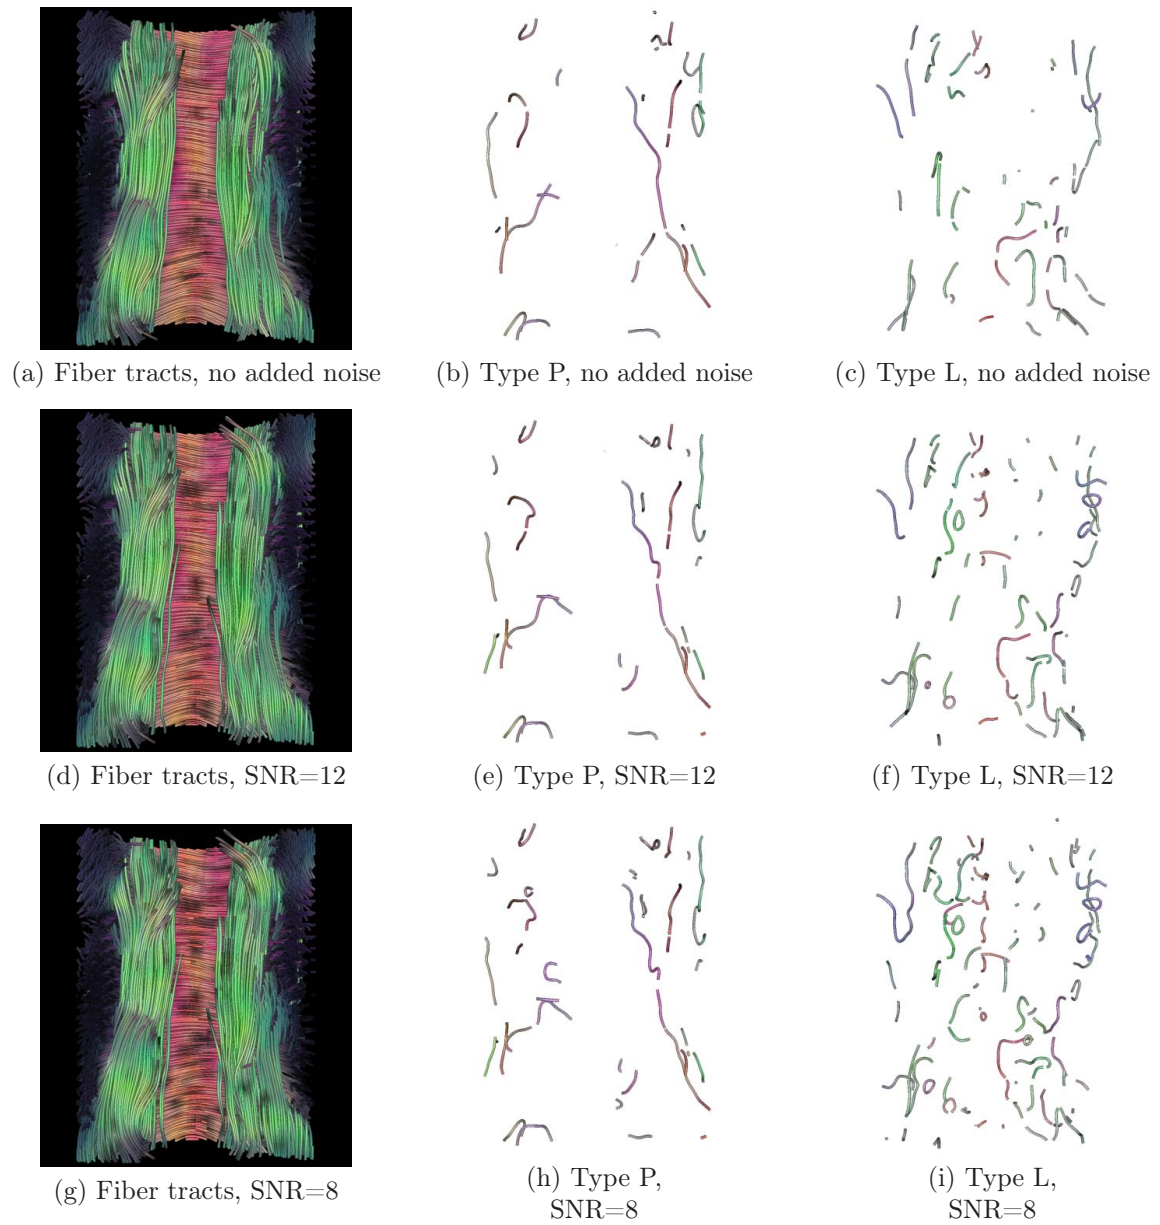 (a) Fiber tracts, no added noise
(b) Type P, no added noise
(c) Type L, no added noise
(d) Fiber tracts, SNR=12
(e) Type P, SNR=12
(f) Type L, SNR=12
(g) Fiber tracts, SNR=8
(h) Type P,
SNR=8
(i) Type L,
SNR=8